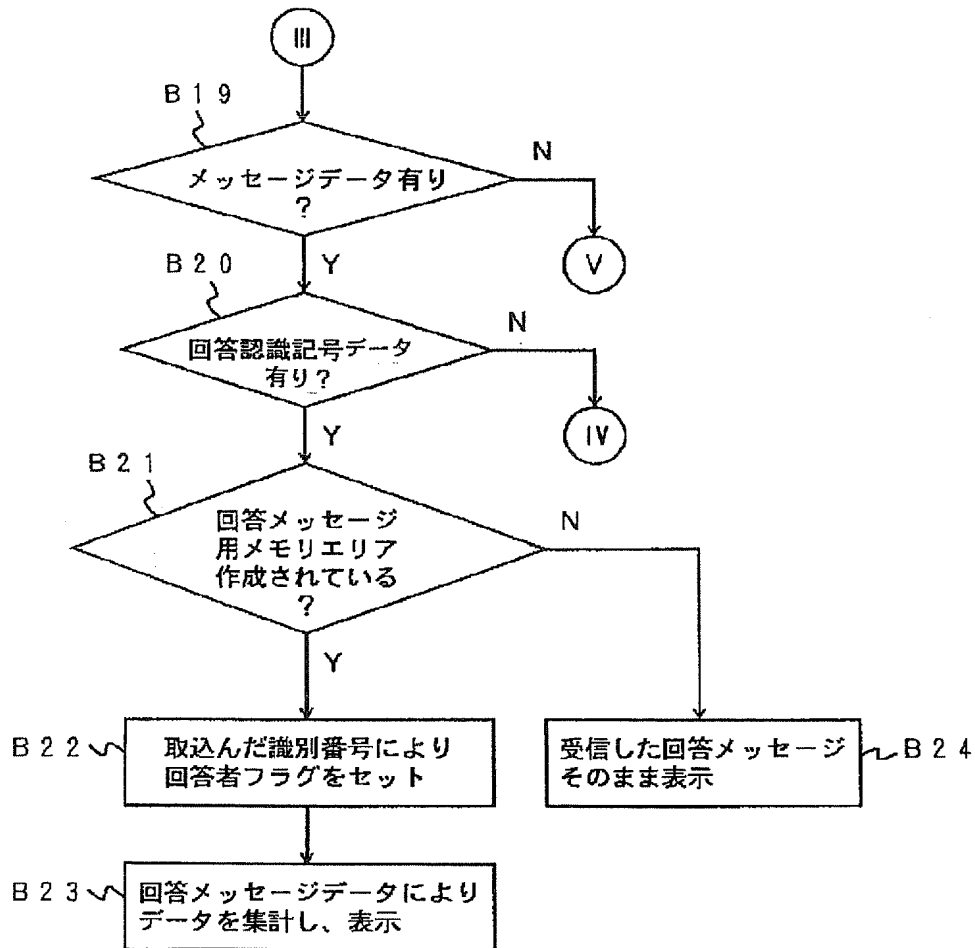 III
B19
メッセージデータ有り
?
N
V
Y
B20
回答認識記号データ
有り?
N
IV
Y
B21
回答メッセージ
用メモリエリア
作成されている
?
N
Y
B22
取込んだ識別番号により
回答者フラグをセット
受信した回答メッセージ
そのまま表示
B24
B23
回答メッセージデータにより
データを集計し、表示